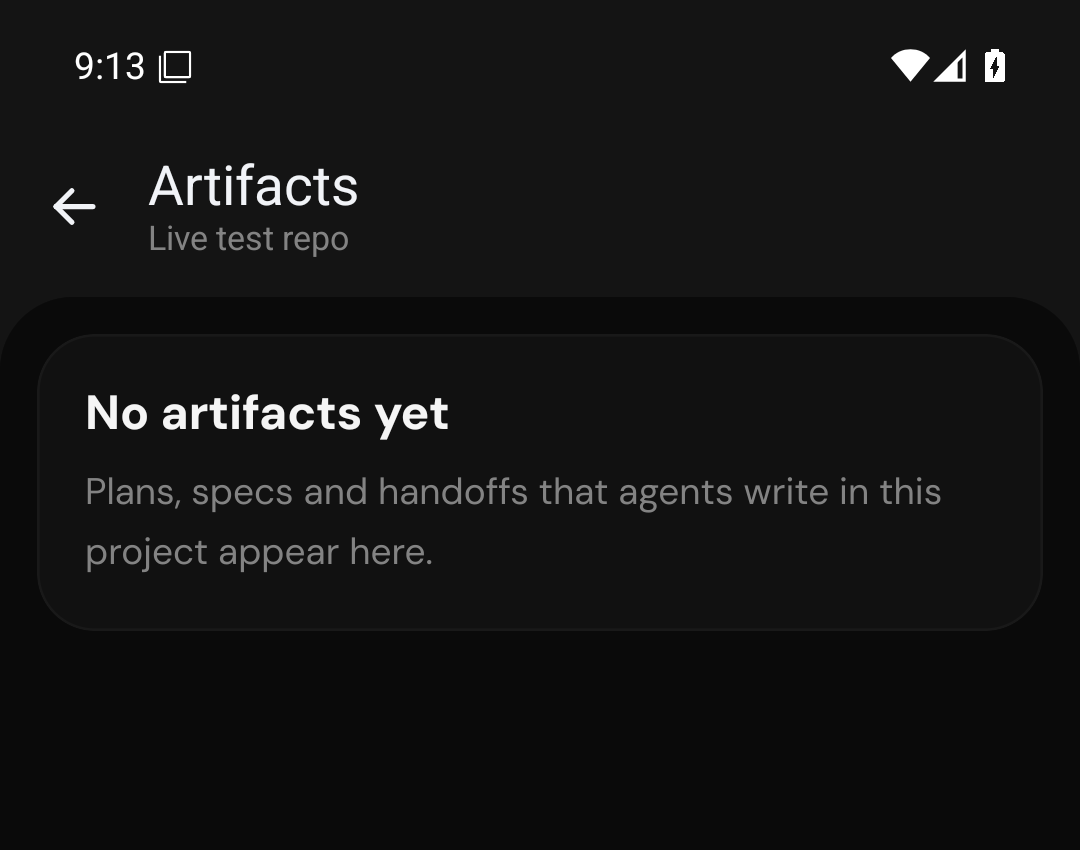 9:13
Artifacts
Live test repo
No artifacts yet
Plans, specs and handoffs that agents write in this
project appear here.